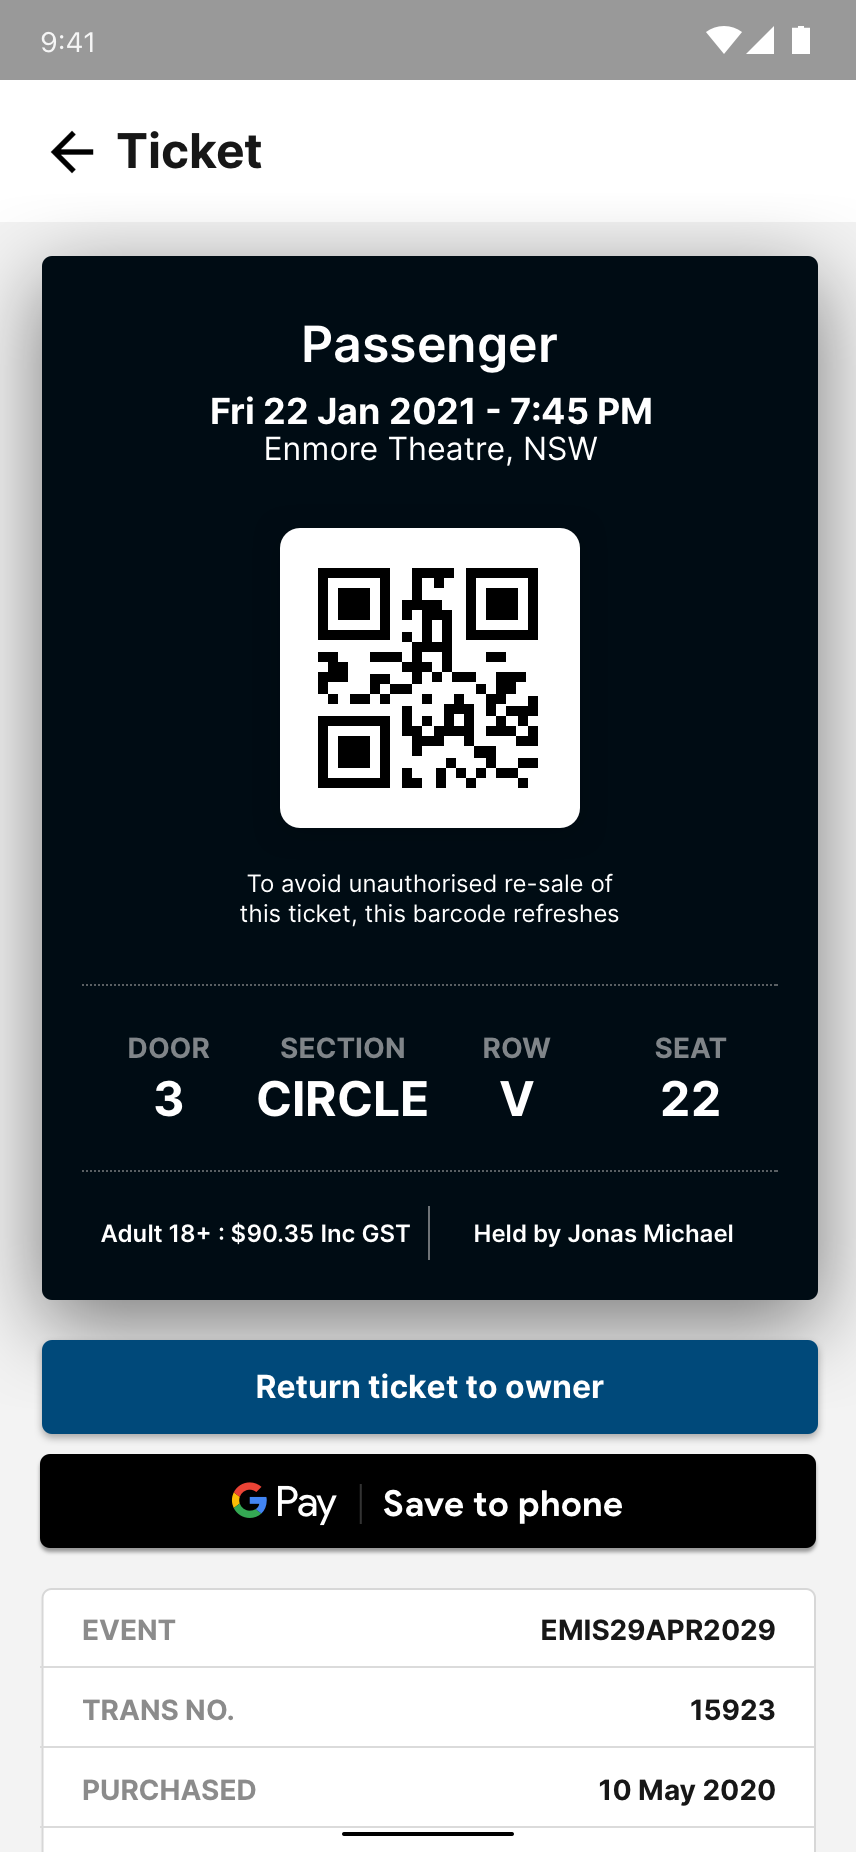 9:41
Ticket
Passenger
Fri 22 Jan 2021 - 7:45 PM
Enmore Theatre, NSW
To avoid unauthorised re-sale of
this ticket, this barcode refreshes
DOOR SECTION ROW SEAT
3 CIRCLE V 22
Adult 18+ : $90.35 Inc GST Held by Jonas Michael
Return ticket to owner
G Pay Save to phone
EVENT EMIS29APR2029
TRANS NO. 15923
PURCHASED 10 May 2020